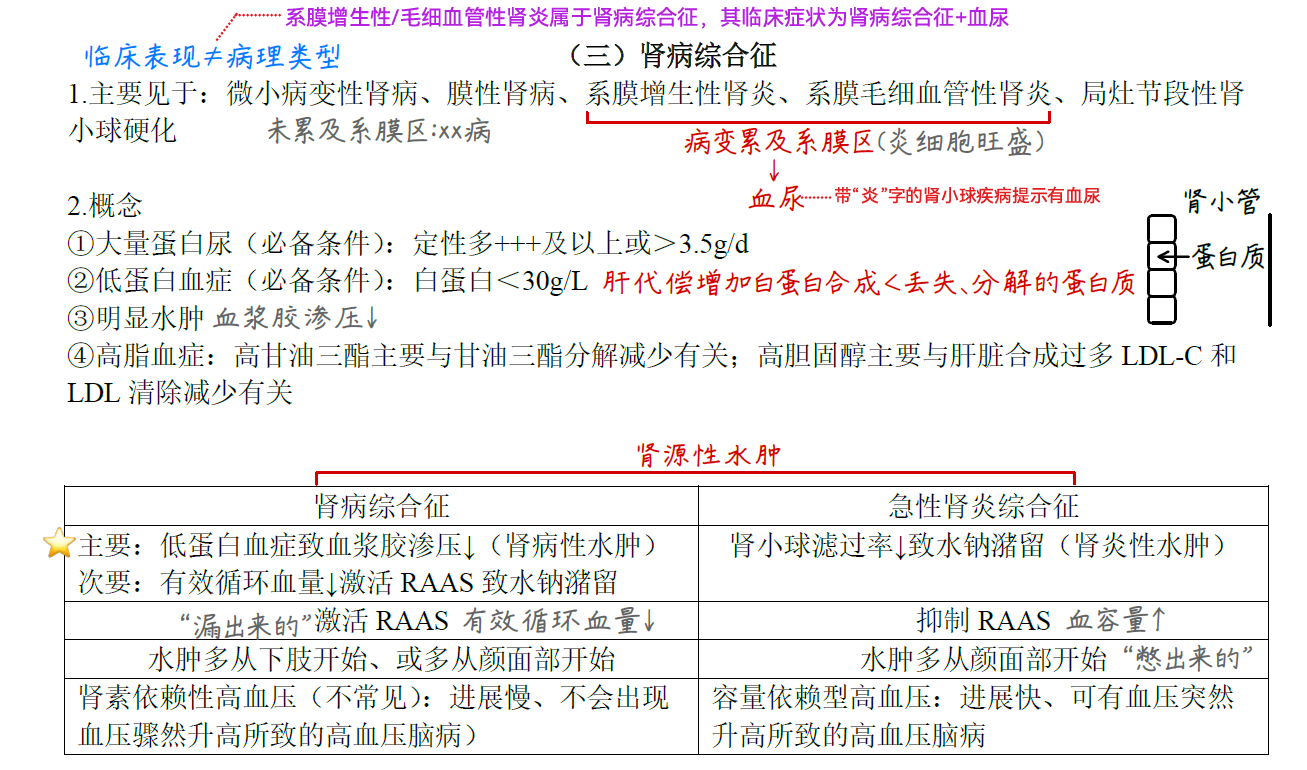 系膜增生性/毛细血管性肾炎属于肾病综合征，其临床症状为肾病综合征+血尿
临床表现≠病理类型
（三）肾病综合征
1.主要见于：微小病变性肾病、膜性肾病、系膜增生性肾炎、系膜毛细血管性肾炎、局灶节段性肾
小球硬化
未累及系膜区:xx病
病变累及系膜区(炎细胞旺盛)
↓
血尿
带“炎”字的肾小球疾病提示有血尿
2.概念
①大量蛋白尿（必备条件）：定性多+++及以上或＞3.5g/d
②低蛋白血症（必备条件）：白蛋白＜30g/L 肝代偿增加白蛋白合成<丢失、分解的蛋白质
③明显水肿 血浆胶渗压↓
④高脂血症：高甘油三酯主要与甘油三酯分解减少有关；高胆固醇主要与肝脏合成过多 LDL-C 和
LDL 清除减少有关
肾小管
←蛋白质
肾源性水肿
肾病综合征
急性肾炎综合征
主要：低蛋白血症致血浆胶渗压↓（肾病性水肿）
次要：有效循环血量↓激活 RAAS 致水钠潴留
肾小球滤过率↓致水钠潴留（肾炎性水肿）
“漏出来的”激活 RAAS 有效循环血量↓
抑制 RAAS 血容量↑
水肿多从下肢开始、或多从颜面部开始
水肿多从颜面部开始 “憋出来的”
肾素依赖性高血压（不常见）：进展慢、不会出现
血压骤然升高所致的高血压脑病）
容量依赖型高血压：进展快、可有血压突然
升高所致的高血压脑病